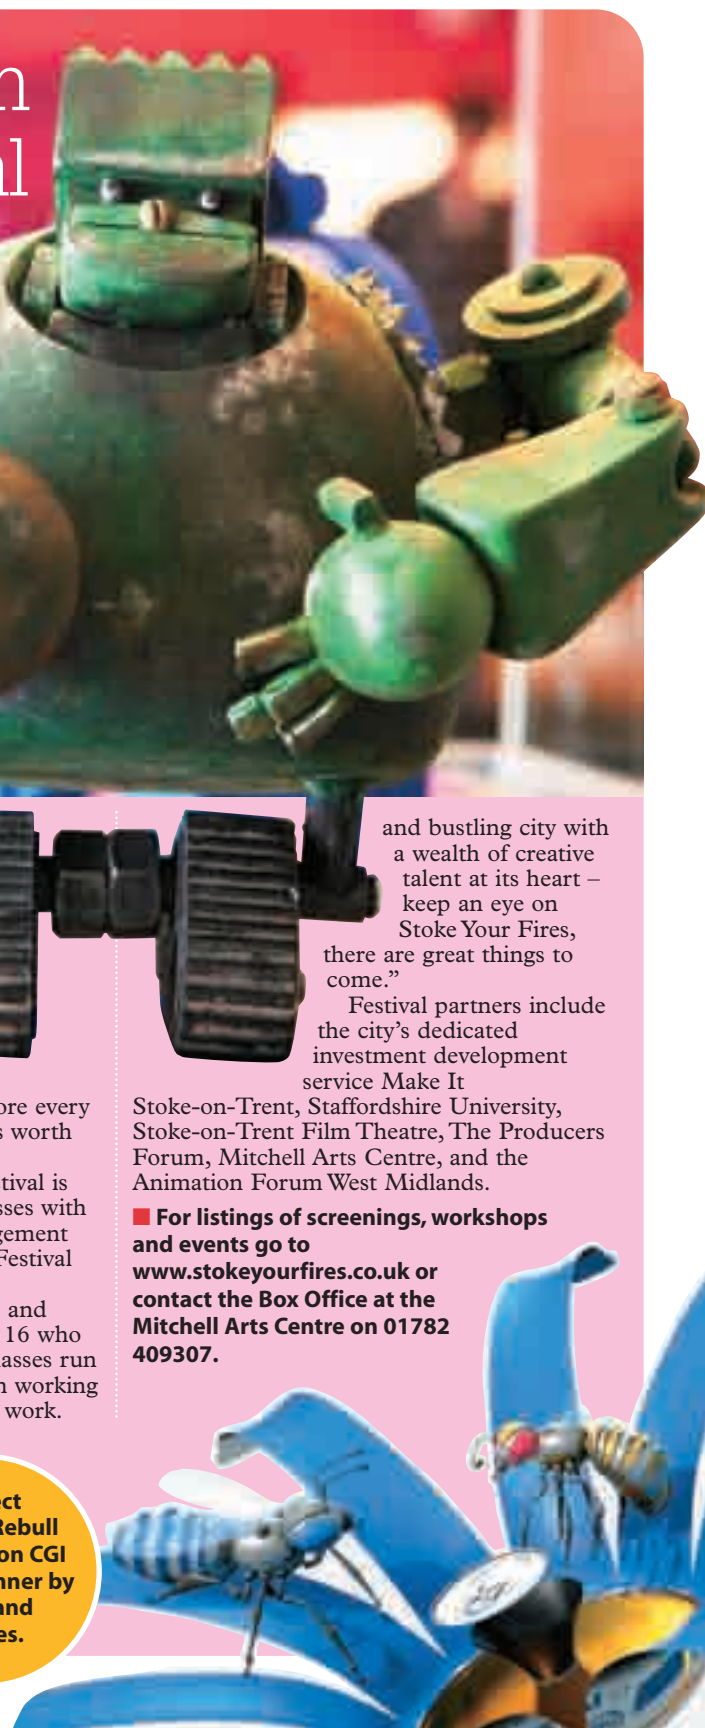 n
al
ore every
s worth
tival is
sses with
gement
Festival
and
16 who
lasses run
n working
work.
ect
Rebull
on CGI
nner by
and
es.
and bustling city with
a wealth of creative
talent at its heart –
keep an eye on
Stoke Your Fires,
there are great things to
come.”
Festival partners include
the city’s dedicated
investment development
service Make It
Stoke-on-Trent, Staffordshire University,
Stoke-on-Trent Film Theatre, The Producers
Forum, Mitchell Arts Centre, and the
Animation Forum West Midlands.
■ For listings of screenings, workshops
and events go to
www.stokeyourfires.co.uk or
contact the Box Office at the
Mitchell Arts Centre on 01782
409307.